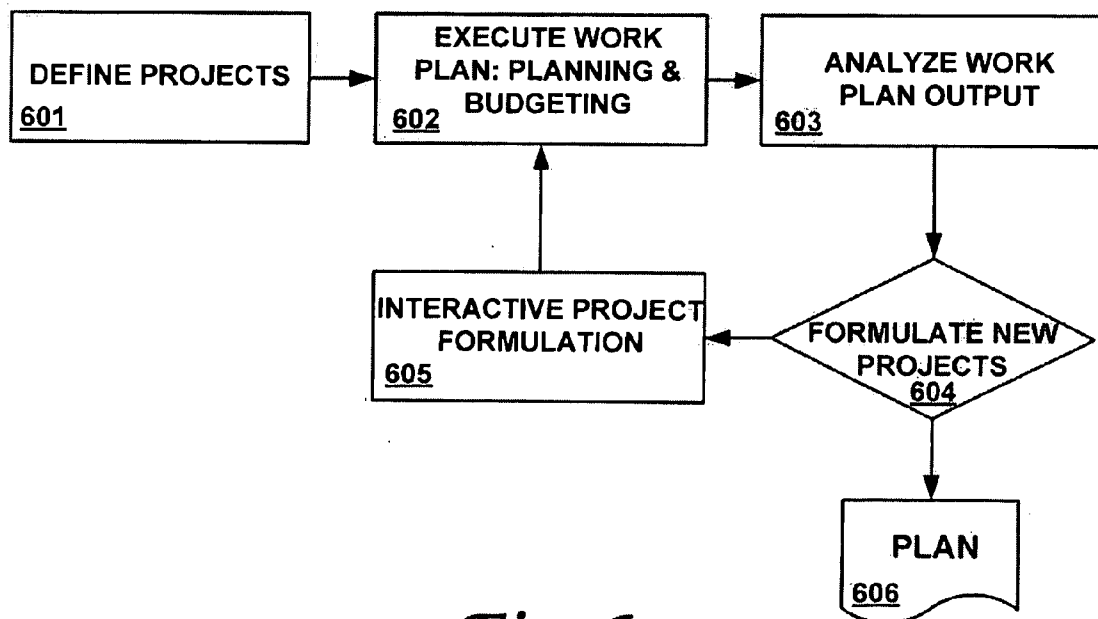 DEFINE PROJECTS
601
EXECUTE WORK
PLAN: PLANNING &
BUDGETING
602
ANALYZE WORK
PLAN OUTPUT
603
FORMULATE NEW
PROJECTS
604
INTERACTIVE PROJECT
FORMULATION
605
PLAN
606